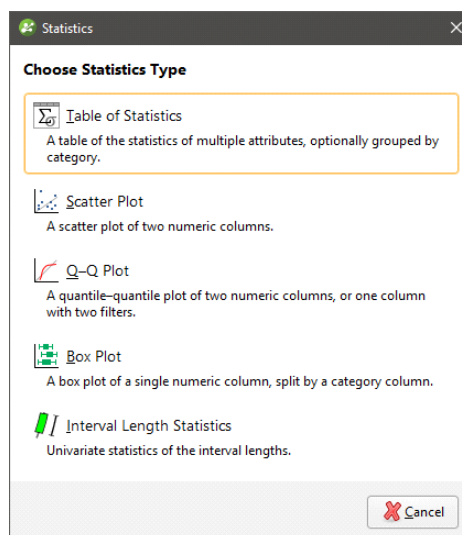 Statistics
Choose Statistics Type
Table of Statistics
A table of the statistics of multiple attributes, optionally grouped by
category.
Scatter Plot
A scatter plot of two numeric columns.
Q–Q Plot
A quantile–quantile plot of two numeric columns, or one column
with two filters.
Box Plot
A box plot of a single numeric column, split by a category column.
Interval Length Statistics
Univariate statistics of the interval lengths.
Cancel